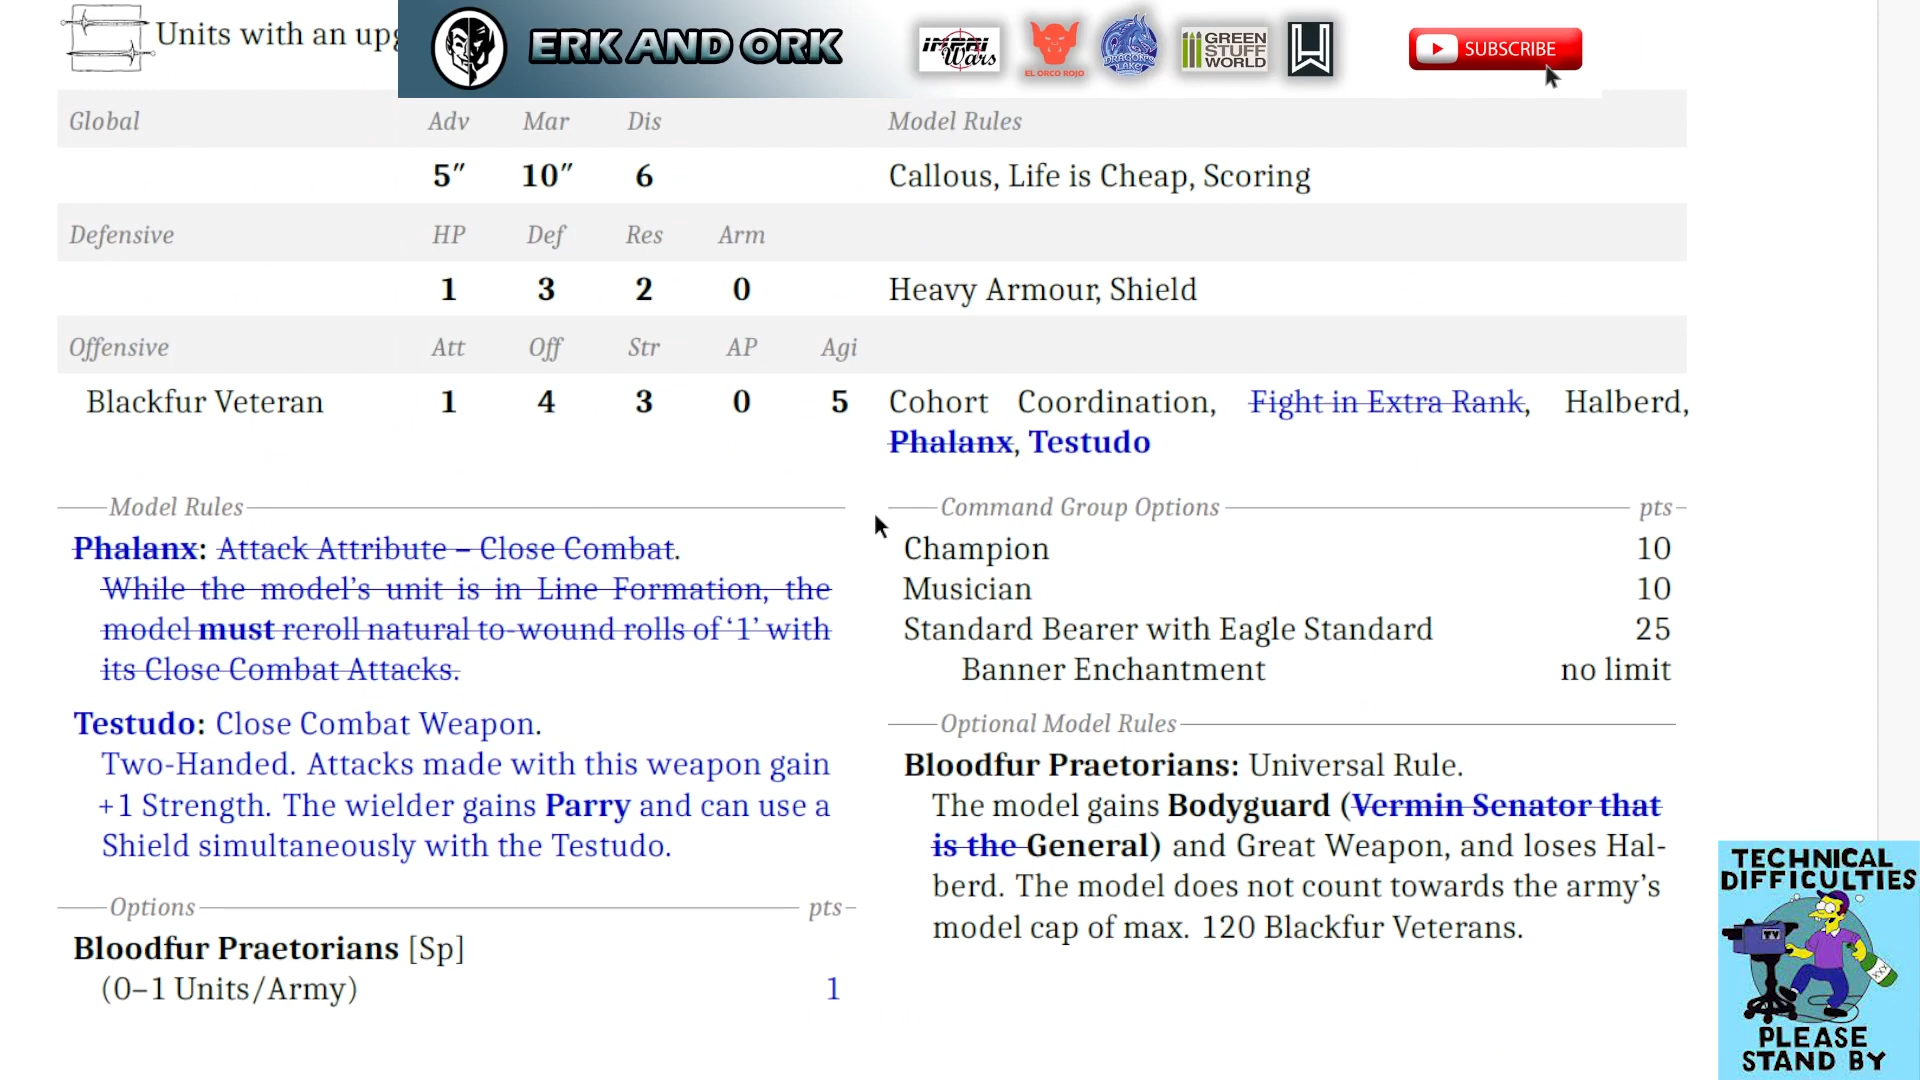 Units with an upg
ERK AND ORK
INFRI Wars
EL ORCO ROJO
DRAGON'S LAKE
GREEN STUFF WORLD
SUBSCRIBE
Global Adv Mar Dis Model Rules
5″ 10″ 6 Callous, Life is Cheap, Scoring
Defensive HP Def Res Arm
1 3 2 0 Heavy Armour, Shield
Offensive Att Off Str AP Agi
Blackfur Veteran 1 4 3 0 5 Cohort Coordination, Fight in Extra Rank, Halberd,
Phalanx, Testudo
Model Rules
Phalanx: Attack Attribute – Close Combat.
While the model’s unit is in Line Formation, the
model must reroll natural to-wound rolls of ‘1’ with
its Close Combat Attacks.
Testudo: Close Combat Weapon.
Two-Handed. Attacks made with this weapon gain
+1 Strength. The wielder gains Parry and can use a
Shield simultaneously with the Testudo.
Options pts
Bloodfur Praetorians [Sp]
(0–1 Units/Army) 1
Command Group Options pts
Champion 10
Musician 10
Standard Bearer with Eagle Standard 25
Banner Enchantment no limit
Optional Model Rules
Bloodfur Praetorians: Universal Rule.
The model gains Bodyguard (Vermin Senator that
is the General) and Great Weapon, and loses Hal-
berd. The model does not count towards the army’s
model cap of max. 120 Blackfur Veterans.
TECHNICAL
DIFFICULTIES
TV
XXX
PLEASE
STAND BY